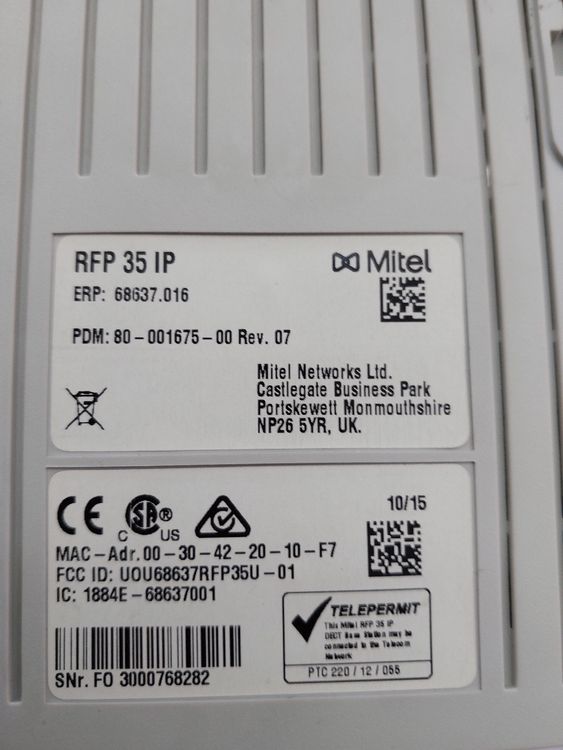 RFP 35 IP
Mitel
ERP: 68637.016
PDM: 80-001675-00 Rev. 07
Mitel Networks Ltd.
Castlegate Business Park
Portskewett Monmouthshire
NP26 5YR, UK.
CE
C SA ® US
10/15
MAC-Adr. 00-30-42-20-10-F7
FCC ID: UOU68637RFP35U-01
IC: 1884E-68637001
TELEPERMIT
This Mitel RFP 35 IP
DECT Base Station may be
connected to the Telecom
Network
PTC 220 / 12 / 055
SNr. FO 3000768282